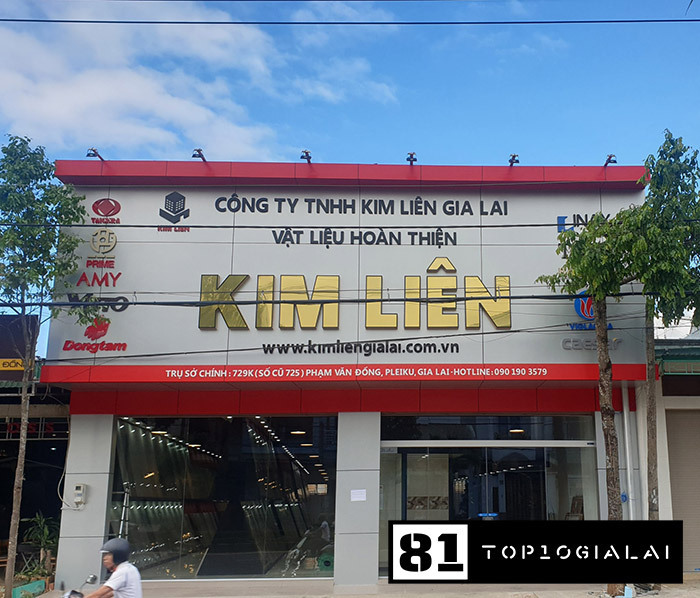 CÔNG TY TNHH KIM LIÊN GIA LAI
VẬT LIỆU HOÀN THIỆN
KIM LIÊN
www.kimliengialai.com.vn
TRỤ SỞ CHÍNH : 729K (SỐ CŨ 725) PHẠM VĂN ĐỒNG, PLEIKU, GIA LAI - HOTLINE: 090 190 3579
TAICERA
KIM LIEN
PRIME
AMY
Dongtam
ĐÔN
81 TOP10GIALAI